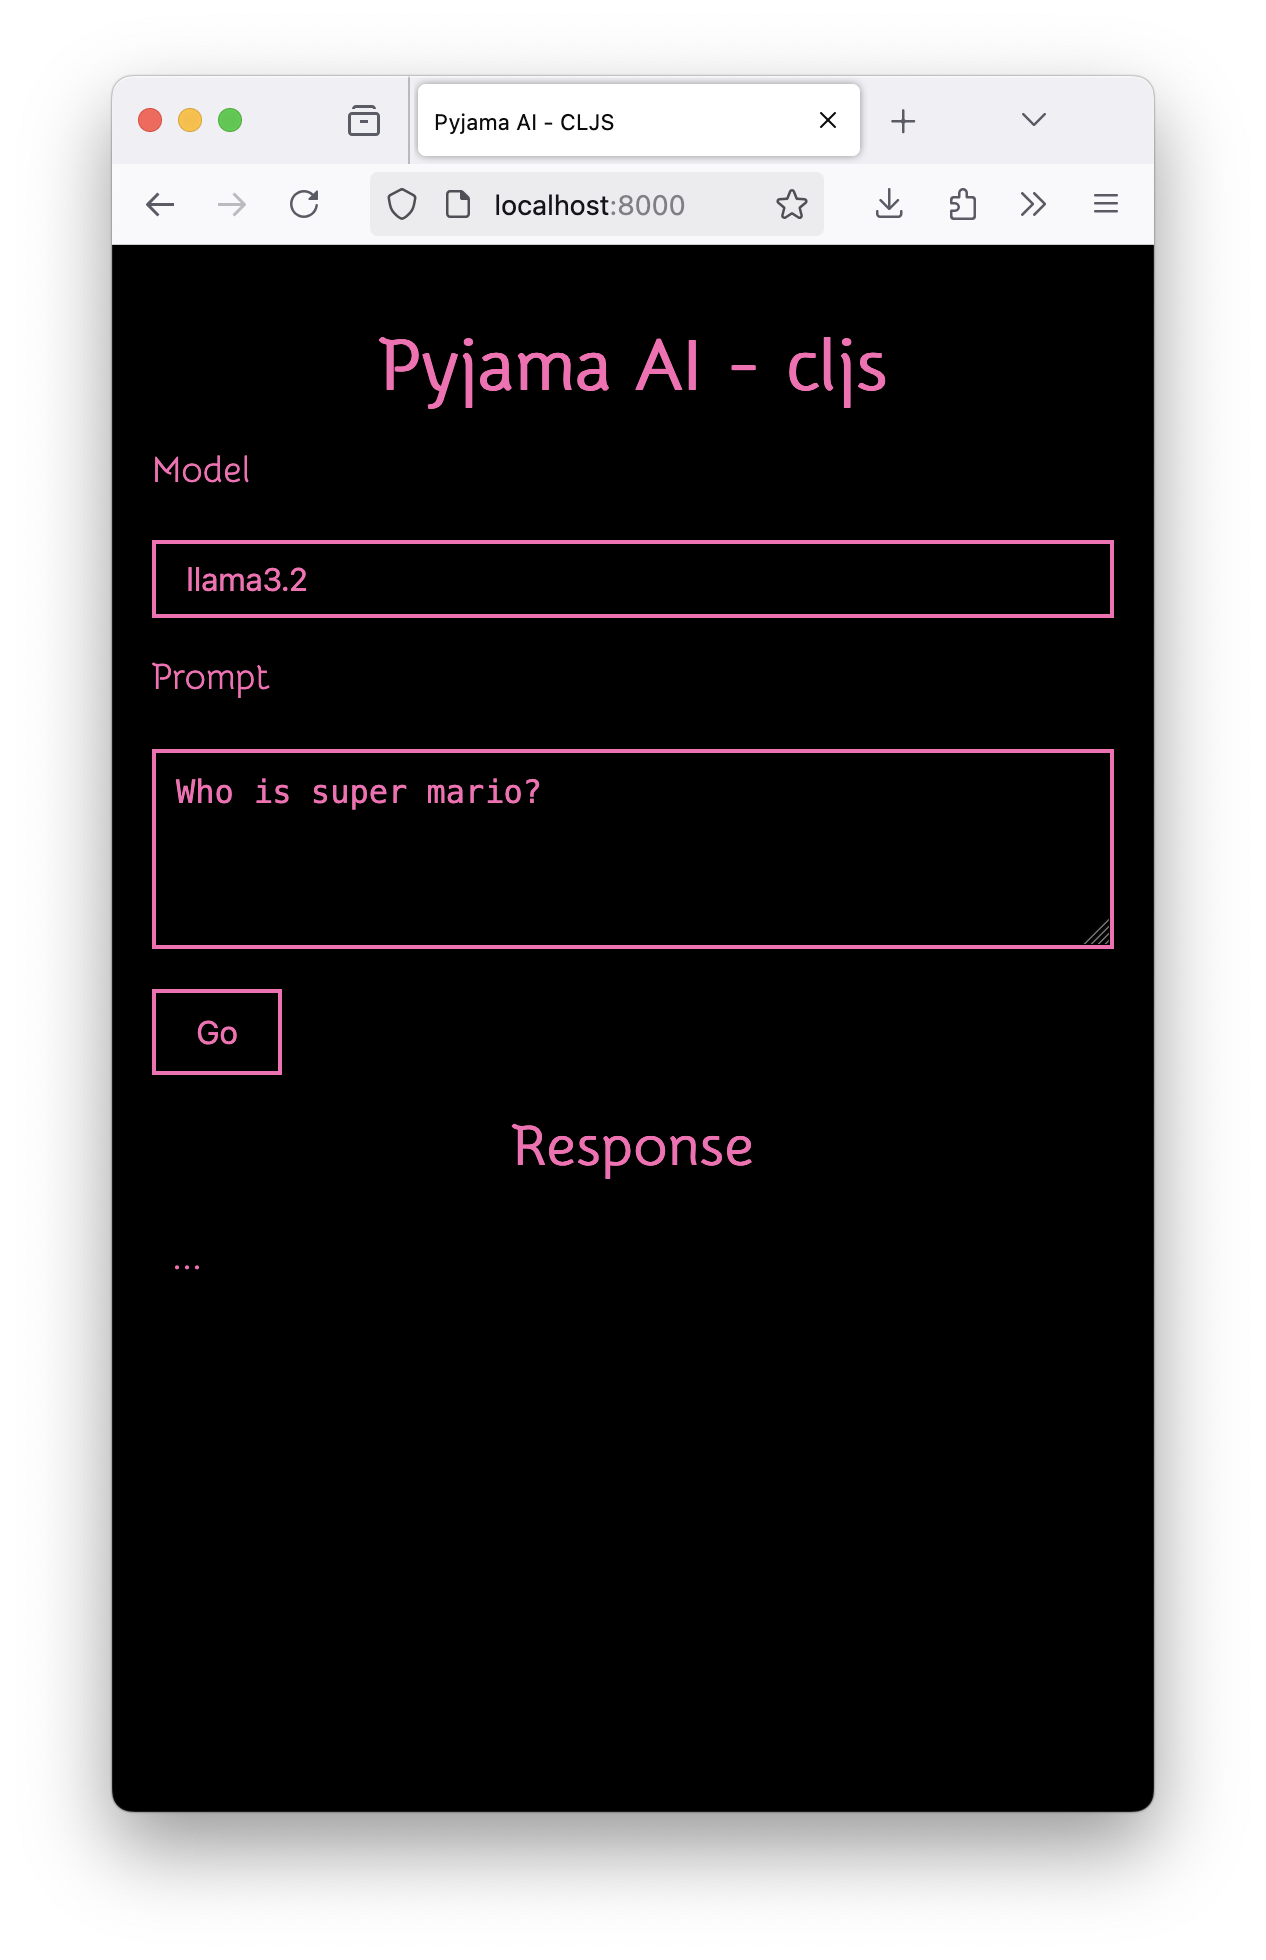 Pyjama AI - CLJS
localhost:8000
Pyjama AI - cljs
Model
llama3.2
Prompt
Who is super mario?
Go
Response
...